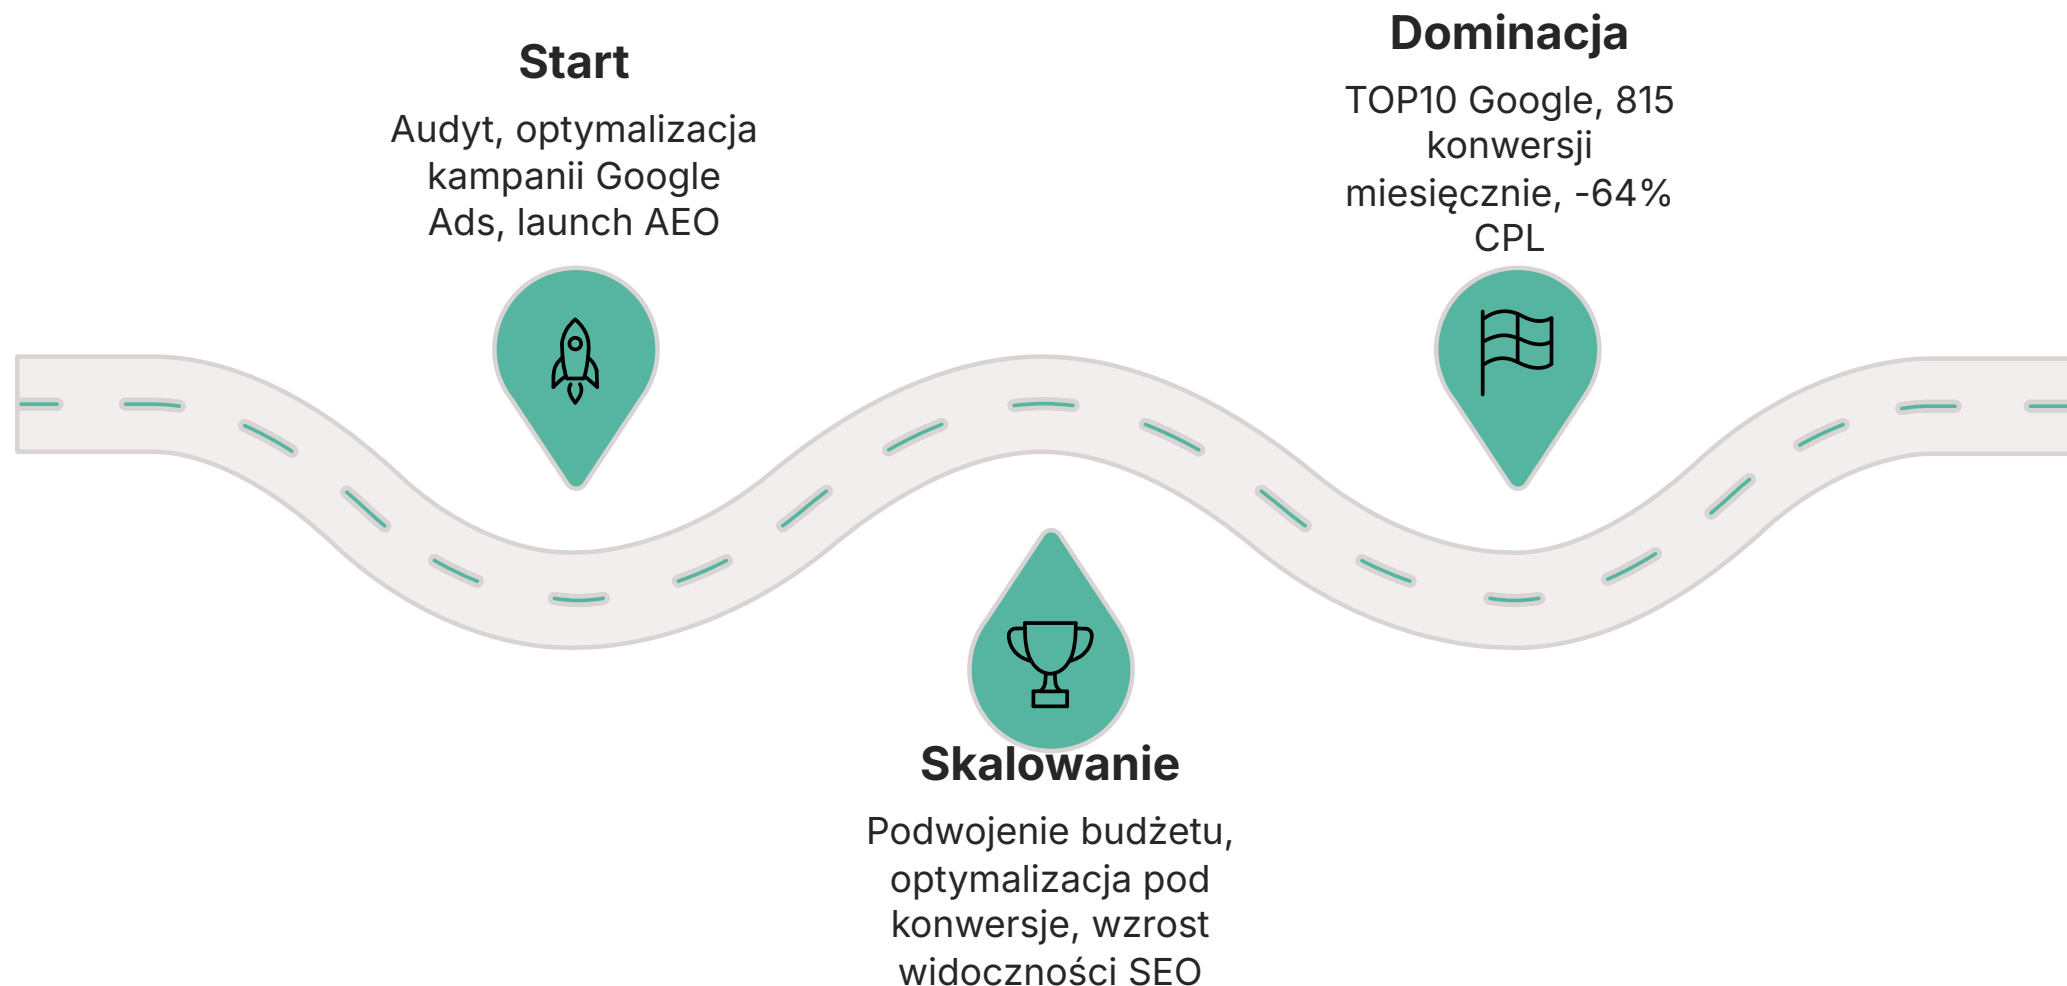 Start
Audyt, optymalizacja
kampanii Google
Ads, launch AEO
Dominacja
TOP10 Google, 815
konwersji
miesięcznie, -64%
CPL
Skalowanie
Podwojenie budżetu,
optymalizacja pod
konwersje, wzrost
widoczności SEO